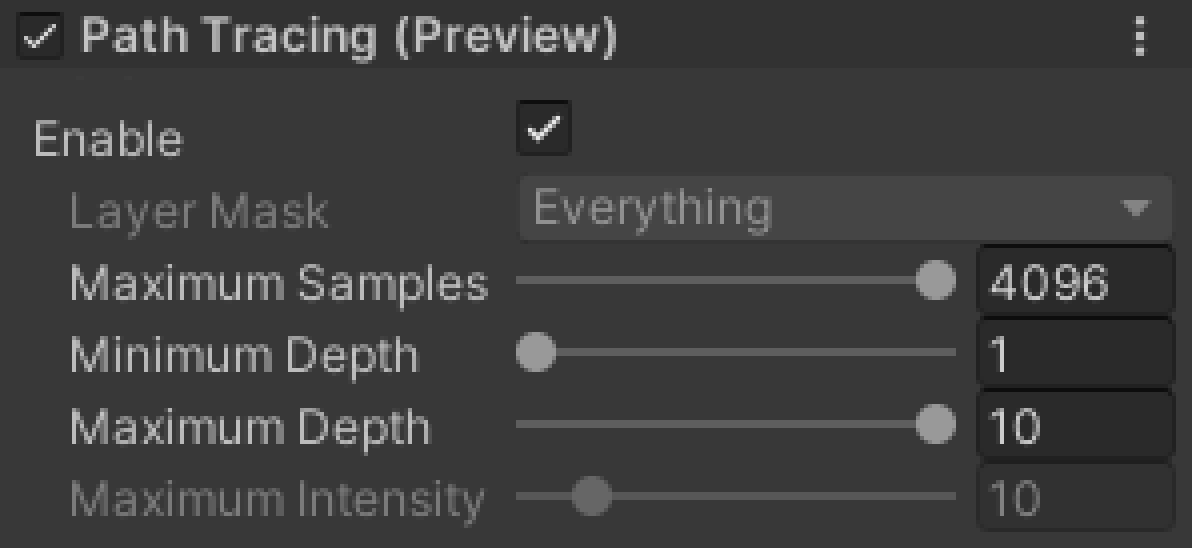 Path Tracing (Preview)
Enable
Layer Mask Everything
Maximum Samples 4096
Minimum Depth 1
Maximum Depth 10
Maximum Intensity 10